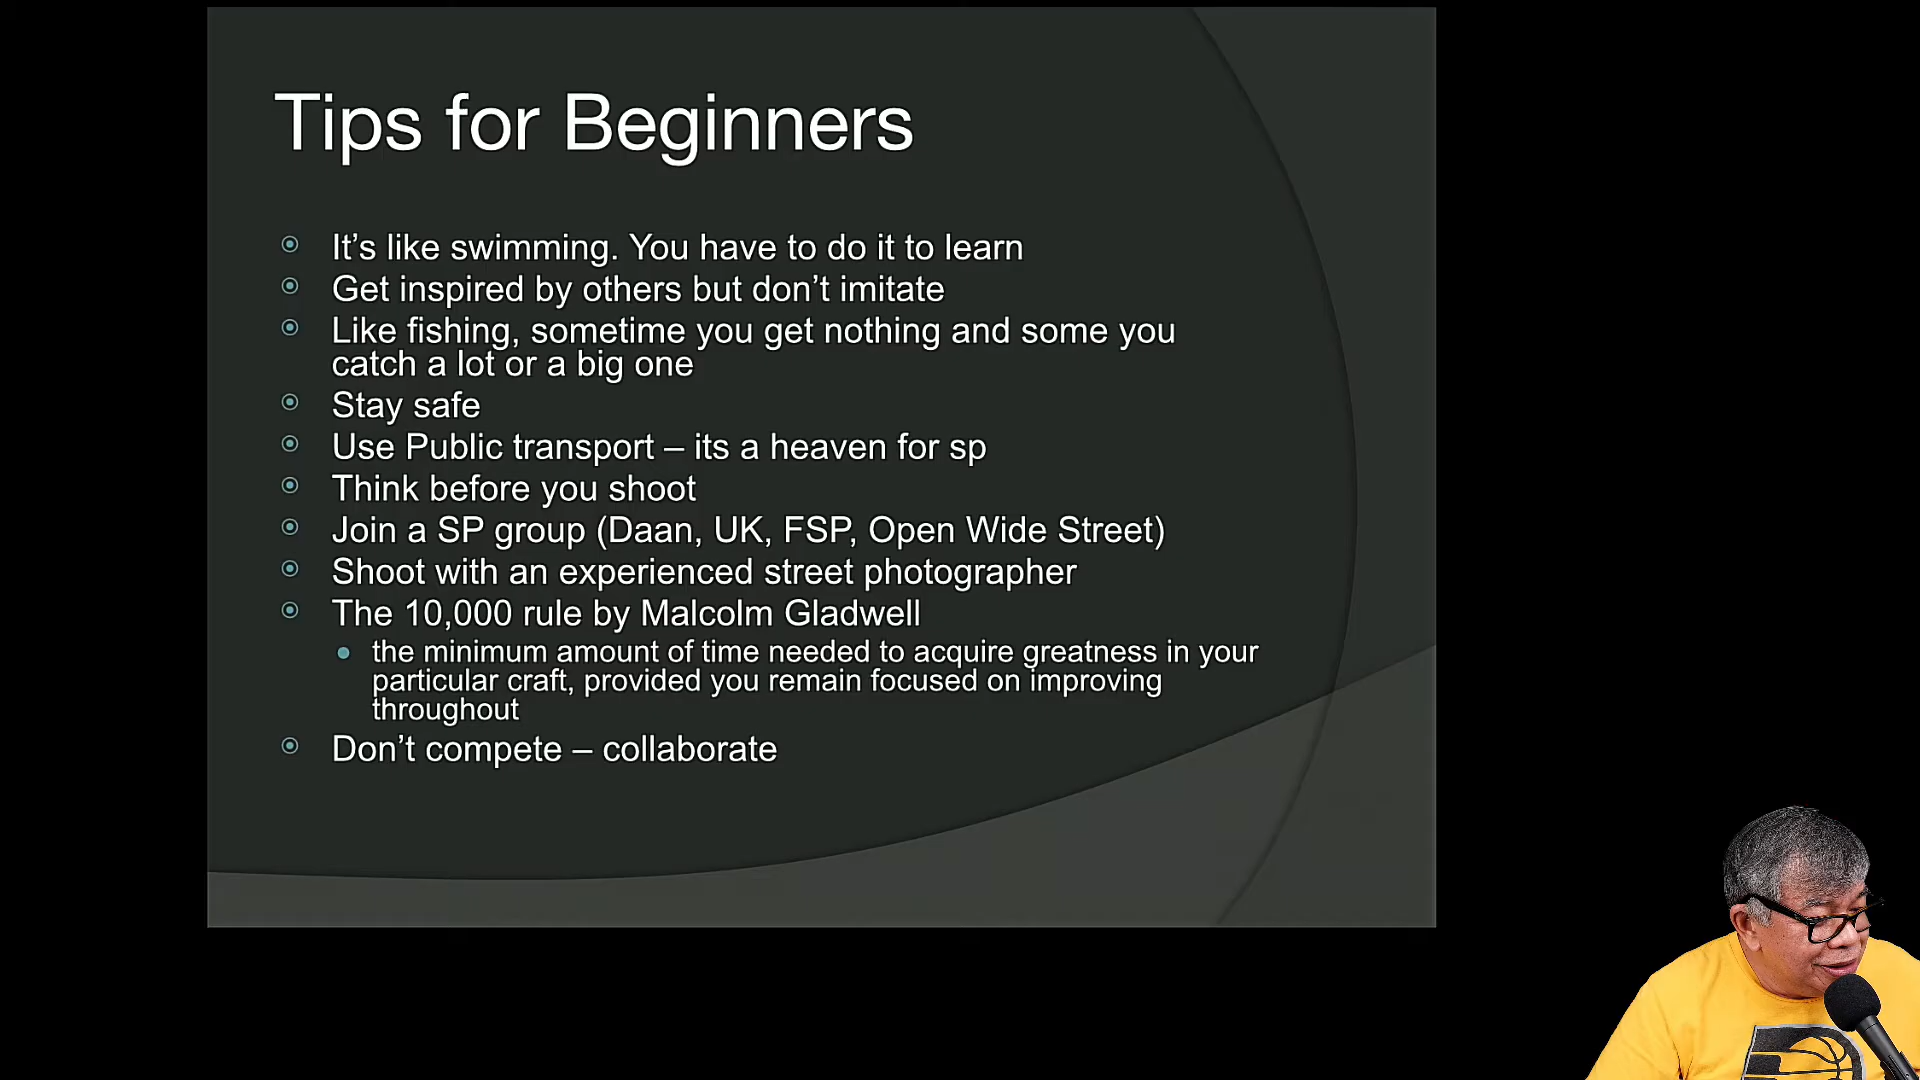 Tips for Beginners
It’s like swimming. You have to do it to learn
Get inspired by others but don’t imitate
Like fishing, sometime you get nothing and some you
catch a lot or a big one
Stay safe
Use Public transport – its a heaven for sp
Think before you shoot
Join a SP group (Daan, UK, FSP, Open Wide Street)
Shoot with an experienced street photographer
The 10,000 rule by Malcolm Gladwell
the minimum amount of time needed to acquire greatness in your
particular craft, provided you remain focused on improving
throughout
Don’t compete – collaborate